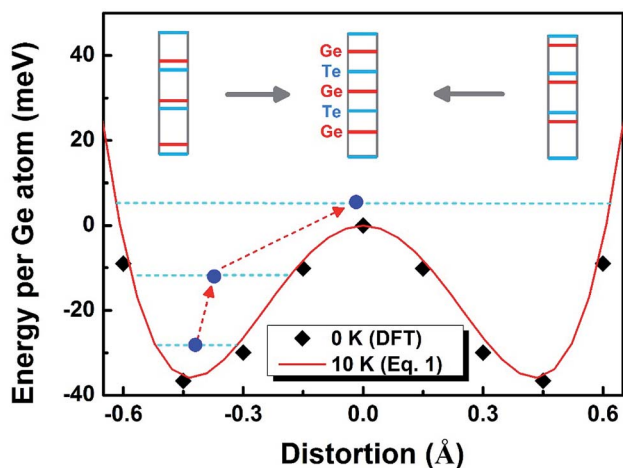 Energy per Ge atom (meV)
40
20
0
-20
-40
Ge
Te
Ge
Te
Ge
0 K (DFT)
10 K (Eq. 1)
-0.6 -0.3 0.0 0.3 0.6
Distortion (Å)